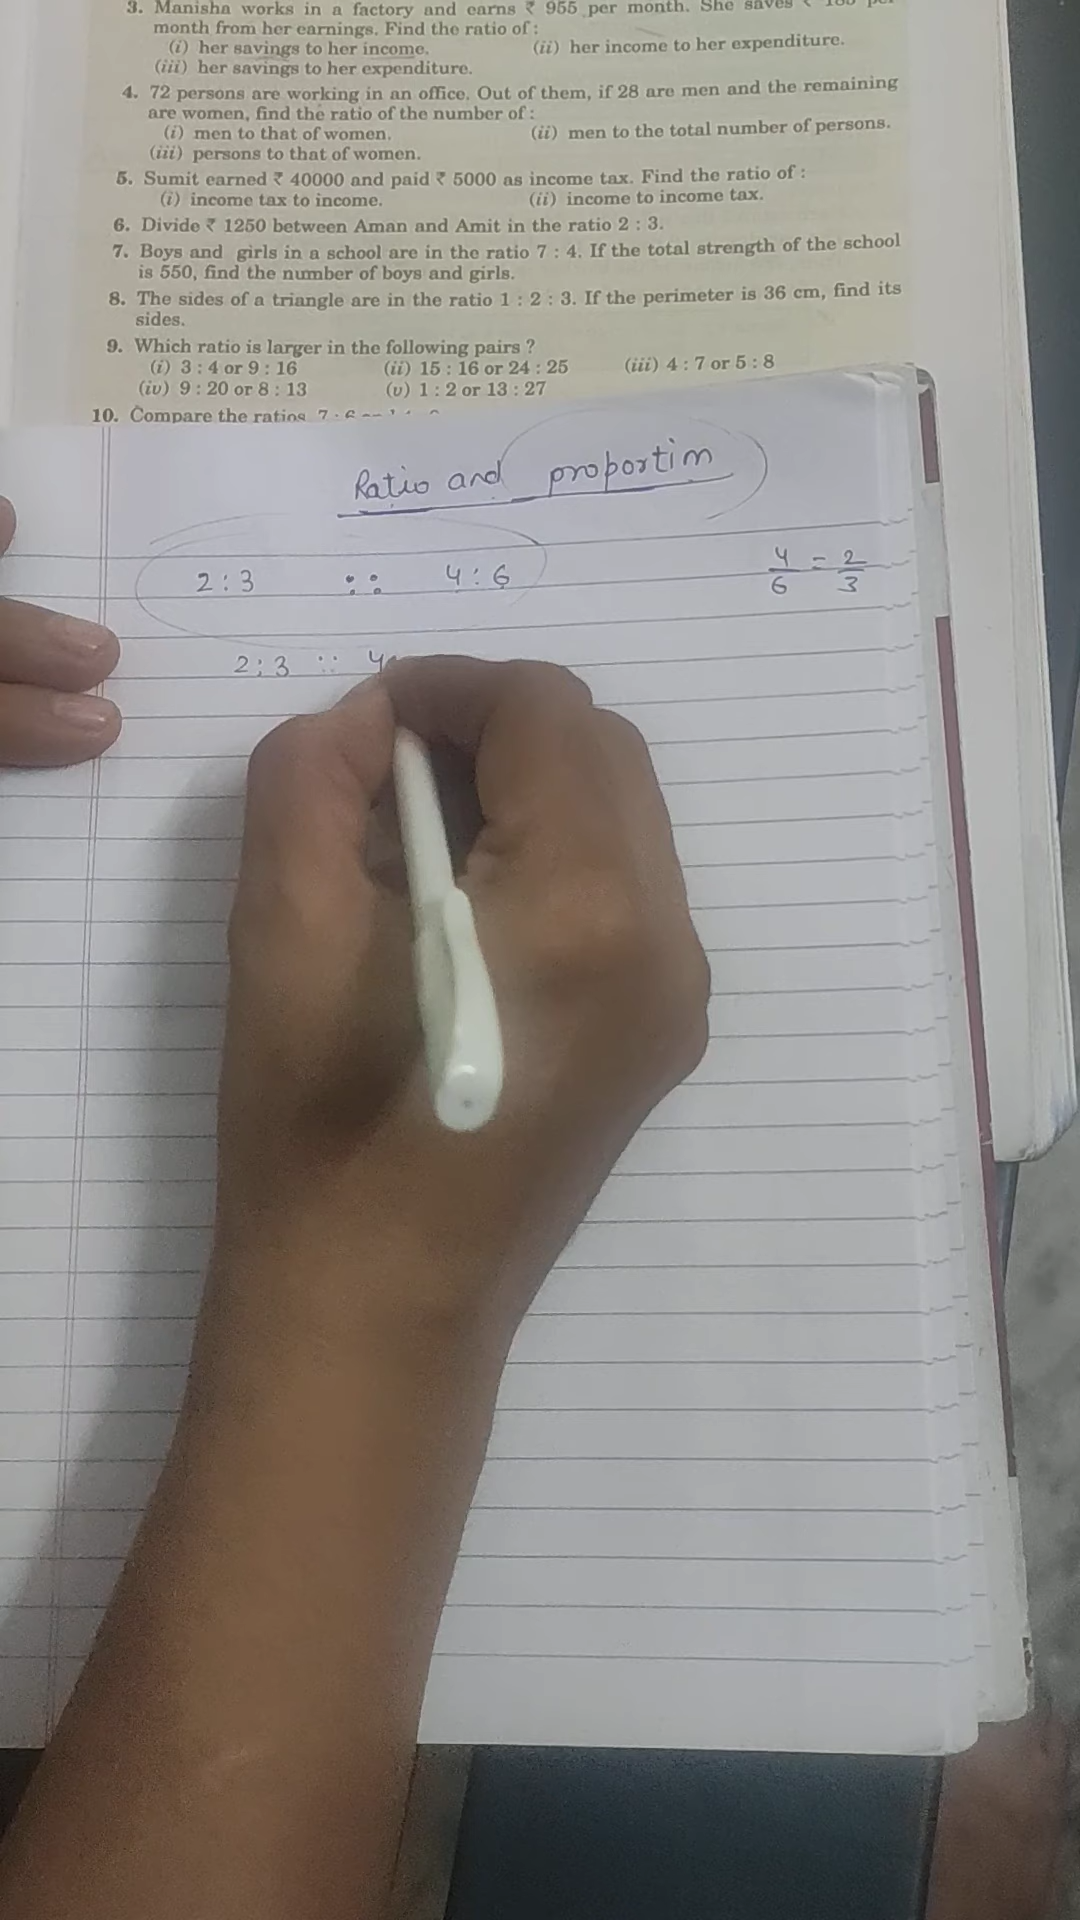 3. Manisha works in a factory and earns ₹ 955 per month. She saves ₹ per
month from her earnings. Find the ratio of :
(i) her savings to her income. (ii) her income to her expenditure.
(iii) her savings to her expenditure.
4. 72 persons are working in an office. Out of them, if 28 are men and the remaining
are women, find the ratio of the number of :
(i) men to that of women. (ii) men to the total number of persons.
(iii) persons to that of women.
5. Sumit earned ₹ 40000 and paid ₹ 5000 as income tax. Find the ratio of :
(i) income tax to income. (ii) income to income tax.
6. Divide ₹ 1250 between Aman and Amit in the ratio 2 : 3.
7. Boys and girls in a school are in the ratio 7 : 4. If the total strength of the school
is 550, find the number of boys and girls.
8. The sides of a triangle are in the ratio 1 : 2 : 3. If the perimeter is 36 cm, find its
sides.
9. Which ratio is larger in the following pairs ?
(i) 3 : 4 or 9 : 16 (ii) 15 : 16 or 24 : 25 (iii) 4 : 7 or 5 : 8
(iv) 9 : 20 or 8 : 13 (v) 1 : 2 or 13 : 27
10. Compare the ratios 7 : 6
Ratio and proportim
2 : 3 :: 4 : 6 4/6 = 2/3
2 : 3 :: 4